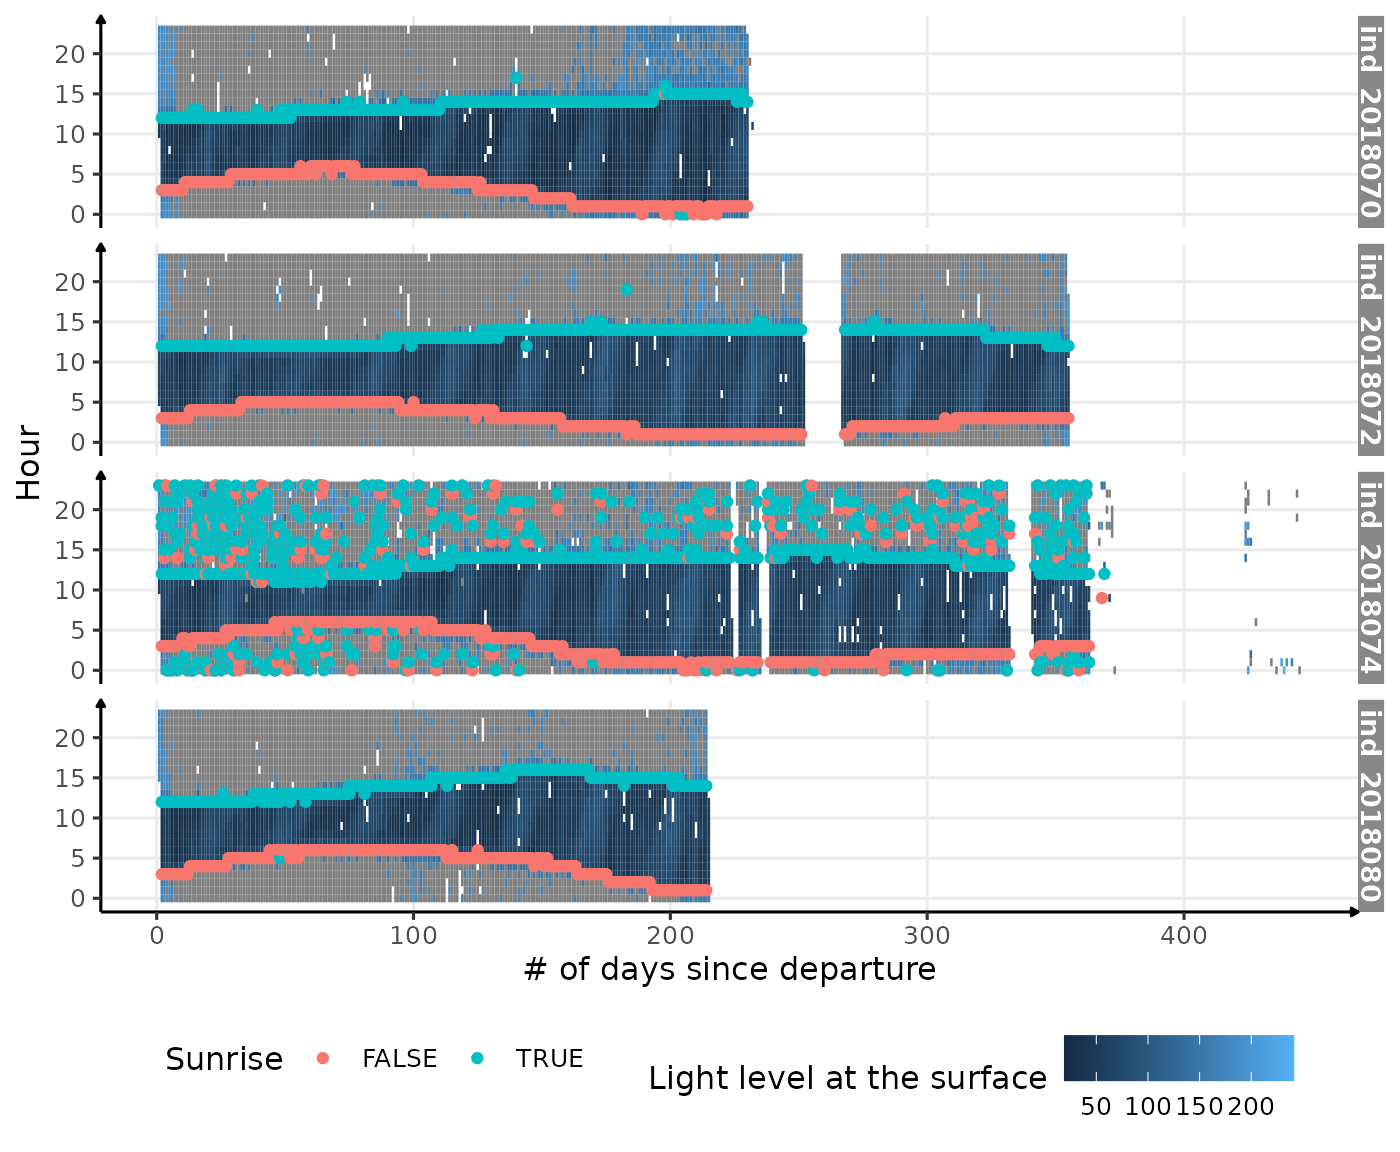 20
15
10
5
0
ind 2018070
20
15
10
5
0
ind 2018072
Hour
20
15
10
5
0
ind 2018074
20
15
10
5
0
ind 2018080
0 100 200 300 400
# of days since departure
Sunrise FALSE TRUE
Light level at the surface
50 100 150 200